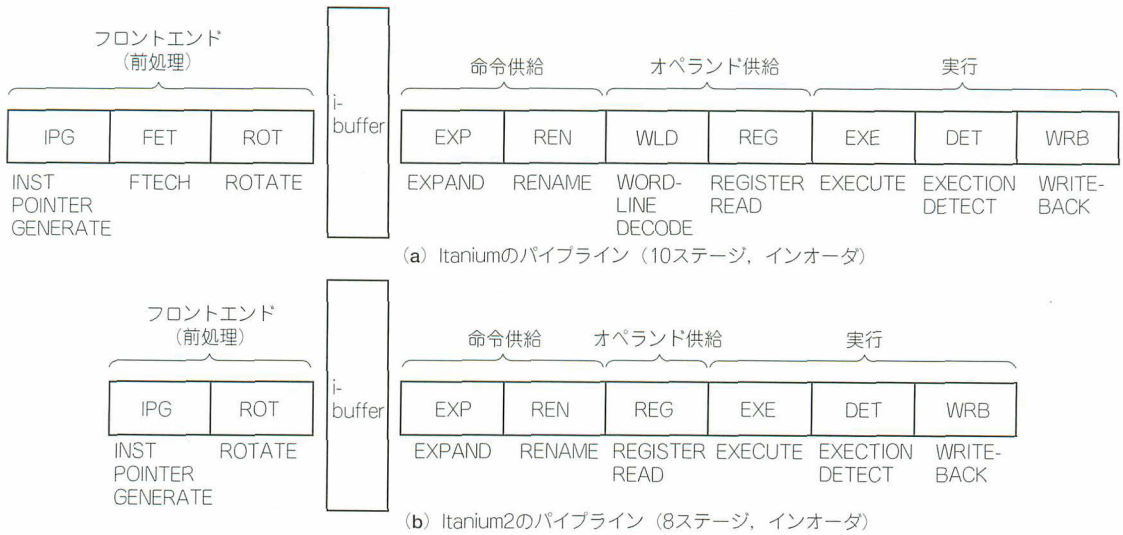 フロントエンド
(前処理)
i-
buffer
命令供給
オペランド供給
実行
IPG
FET
ROT
EXP
REN
WLD
REG
EXE
DET
WRB
INST
POINTER
GENERATE
FTECH
ROTATE
EXPAND
RENAME
WORD-
LINE
DECODE
REGISTER
READ
EXECUTE
EXECTION
DETECT
WRITE-
BACK
(a) Itaniumのパイプライン (10ステージ, インオーダ)
フロントエンド
(前処理)
i-
buffer
命令供給
オペランド供給
実行
IPG
ROT
EXP
REN
REG
EXE
DET
WRB
INST
POINTER
GENERATE
ROTATE
EXPAND
RENAME
REGISTER
READ
EXECUTE
EXECTION
DETECT
WRITE-
BACK
(b) Itanium2のパイプライン (8ステージ, インオーダ)